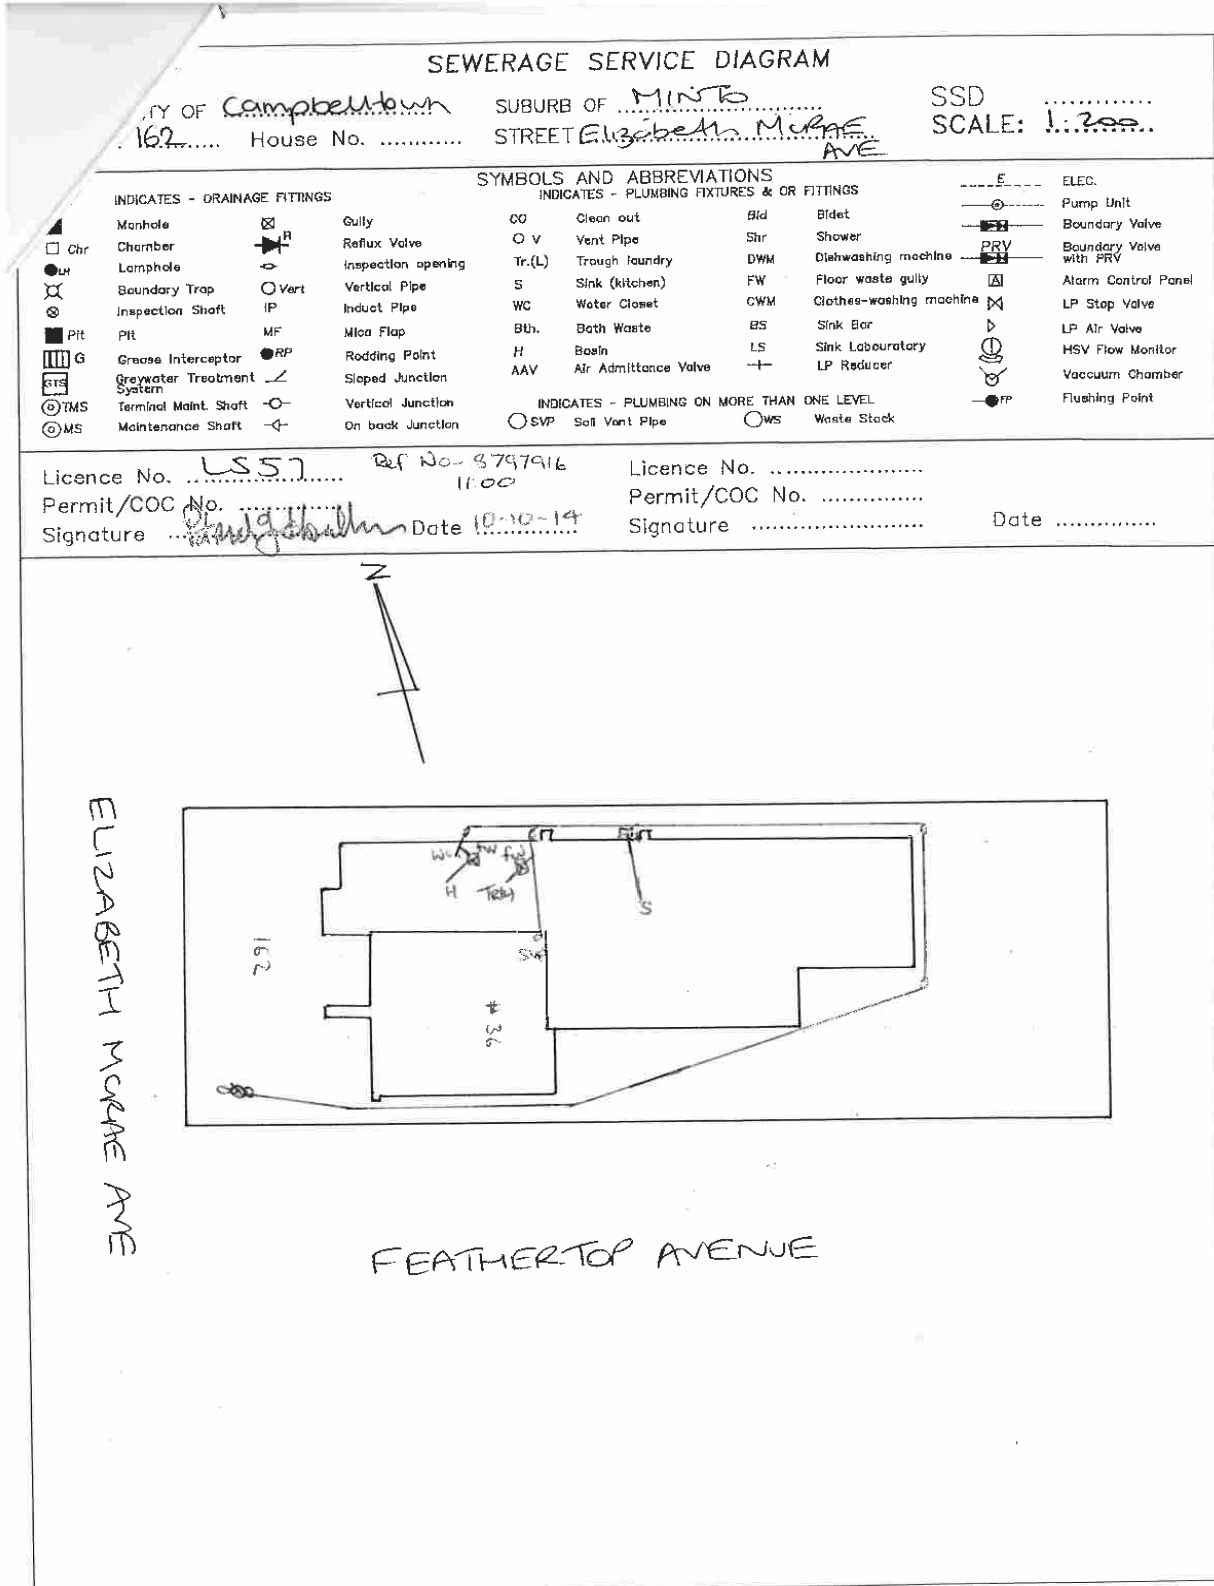 SEWERAGE SERVICE DIAGRAM
TY OF Campbelltown SUBURB OF MINTO SSD
162 House No. STREET Elizabeth McRAE AVE SCALE: 1:200
SYMBOLS AND ABBREVIATIONS
INDICATES - DRAINAGE FITTINGS
INDICATES - PLUMBING FIXTURES & OR FITTINGS
E ELEC.
Manhole Gully CO Clean out Bid Bidet Pump Unit
Chr Chamber R Reflux Valve O V Vent Pipe Shr Shower Boundary Valve
LH Lamphole Inspection opening Tr.(L) Trough laundry DWM Dishwashing machine PRV Boundary Valve with PRV
Boundary Trap Vert Vertical Pipe S Sink (kitchen) FW Floor waste gully A Alarm Control Panel
Inspection Shaft IP Induct Pipe WC Water Closet CWM Clothes-washing machine LP Stop Valve
Pit Pit MF Mica Flap Bth. Bath Waste BS Sink Bar LP Air Valve
G Grease Interceptor RP Rodding Point H Basin LS Sink Labouratory HSV Flow Monitor
GTS Greywater Treatment System Sloped Junction AAV Air Admittance Valve LP Reducer Vaccuum Chamber
TMS Terminal Maint. Shaft Vertical Junction INDICATES - PLUMBING ON MORE THAN ONE LEVEL FP Flushing Point
MS Maintenance Shaft On back Junction SVP Soil Vent Pipe WS Waste Stack
Licence No. LS57 Ref No- 8797916 Licence No.
11:00
Permit/COC No. Permit/COC No.
Signature Date 10-10-14 Signature Date
Z
WC FW FW
H TR(L)
S
162
# 36
ELIZABETH MCRAE AVE
FEATHERTOP AVENUE